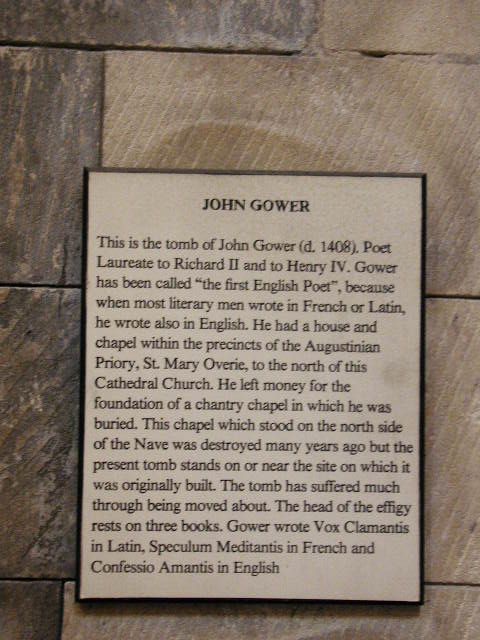 JOHN GOWER
This is the tomb of John Gower (d. 1408). Poet
Laureate to Richard II and to Henry IV. Gower
has been called “the first English Poet”, because
when most literary men wrote in French or Latin,
he wrote also in English. He had a house and
chapel within the precincts of the Augustinian
Priory, St. Mary Overie, to the north of this
Cathedral Church. He left money for the
foundation of a chantry chapel in which he was
buried. This chapel which stood on the north side
of the Nave was destroyed many years ago but the
present tomb stands on or near the site on which it
was originally built. The tomb has suffered much
through being moved about. The head of the effigy
rests on three books. Gower wrote Vox Clamantis
in Latin, Speculum Meditantis in French and
Confessio Amantis in English